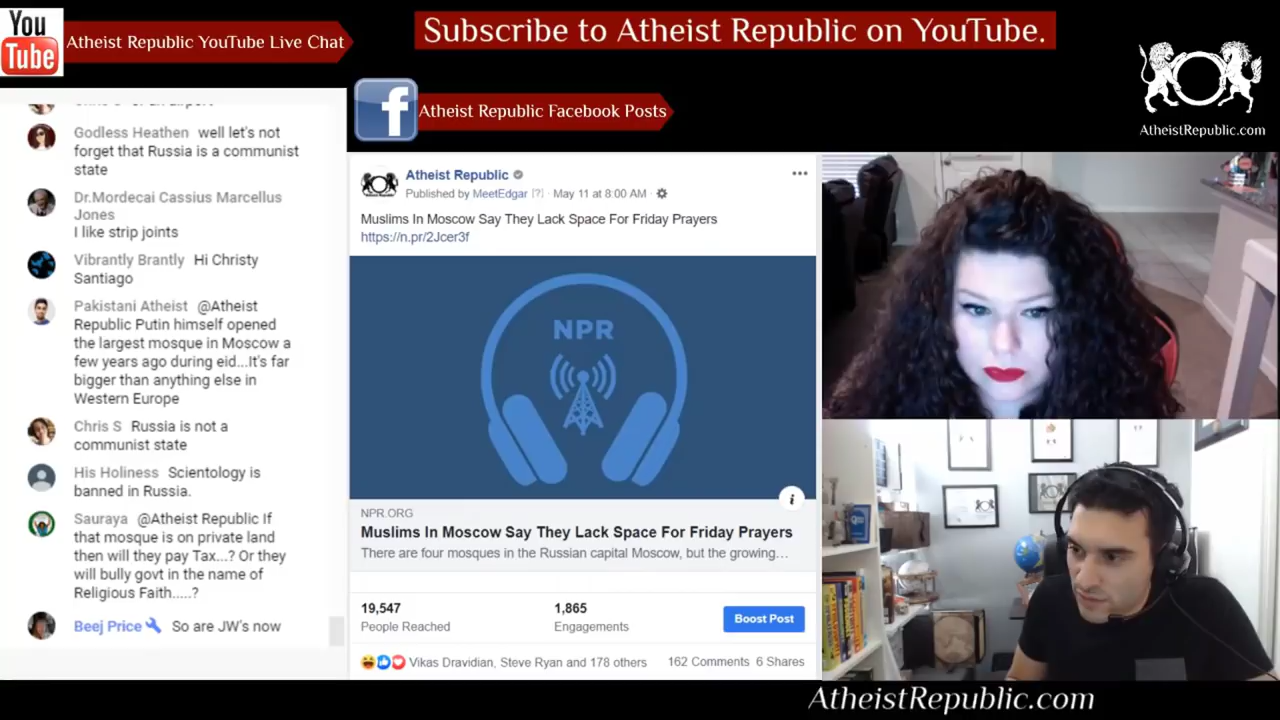 You
Tube
Atheist Republic YouTube Live Chat
Subscribe to Atheist Republic on YouTube.
AtheistRepublic.com
Atheist Republic Facebook Posts
Godless Heathen well let's not
forget that Russia is a communist
state
Dr.Mordecai Cassius Marcellus
Jones
I like strip joints
Vibrantly Brantly Hi Christy
Santiago
Pakistani Atheist @Atheist
Republic Putin himself opened
the largest mosque in Moscow a
few years ago during eid...It's far
bigger than anything else in
Western Europe
Chris S Russia is not a
communist state
His Holiness Scientology is
banned in Russia.
Sauraya @Atheist Republic If
that mosque is on private land
then will they pay Tax...? Or they
will bully govt in the name of
Religious Faith.....?
Beej Price So are JW's now
Atheist Republic
Published by MeetEdgar [?] · May 11 at 8:00 AM ·
Muslims In Moscow Say They Lack Space For Friday Prayers
https://n.pr/2Jcer3f
NPR
i
NPR.ORG
Muslims In Moscow Say They Lack Space For Friday Prayers
There are four mosques in the Russian capital Moscow, but the growing...
19,547
People Reached
1,865
Engagements
Boost Post
Vikas Dravidian, Steve Ryan and 178 others
162 Comments 6 Shares
AtheistRepublic.com